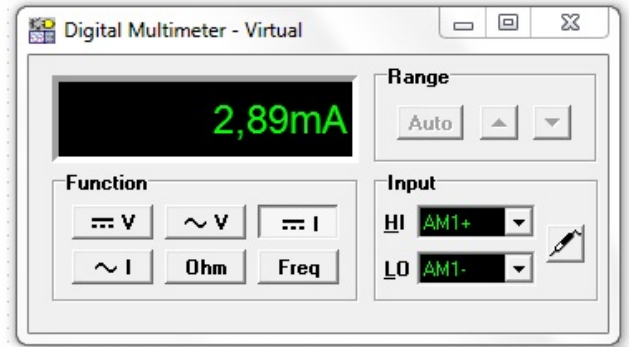 Digital Multimeter - Virtual
2,89mA
Range
Auto
Function
V
~ V
I
~ I
Ohm
Freq
Input
HI AM1+
LO AM1-